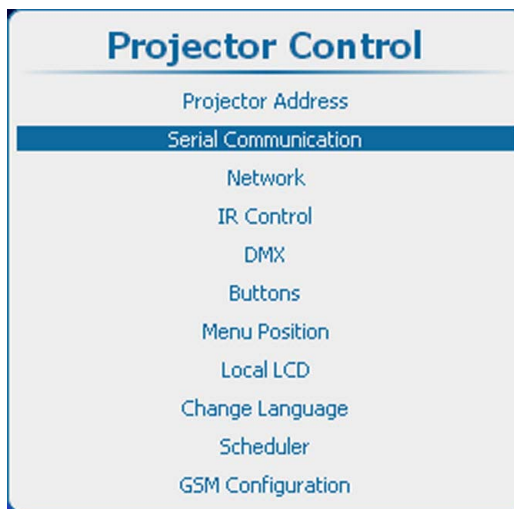 Projector Control
Projector Address
Serial Communication
Network
IR Control
DMX
Buttons
Menu Position
Local LCD
Change Language
Scheduler
GSM Configuration